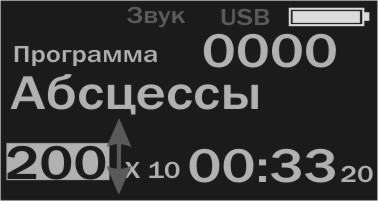 Звук USB
Программа 0000
Абсцессы
200 X 10 00:33 20